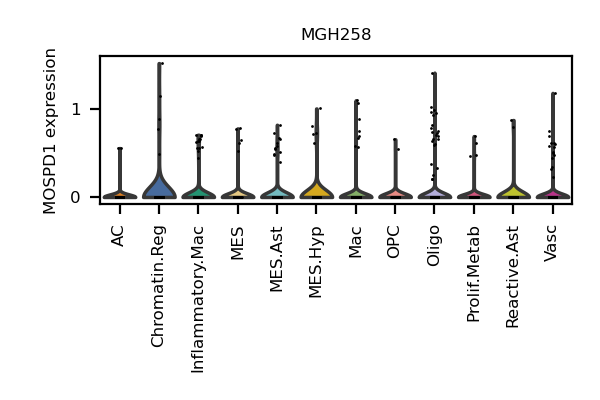 MGH258
MOSPD1 expression
1
0
AC
Chromatin.Reg
Inflammatory.Mac
MES
MES.Ast
MES.Hyp
Mac
OPC
Oligo
Prolif.Metab
Reactive.Ast
Vasc